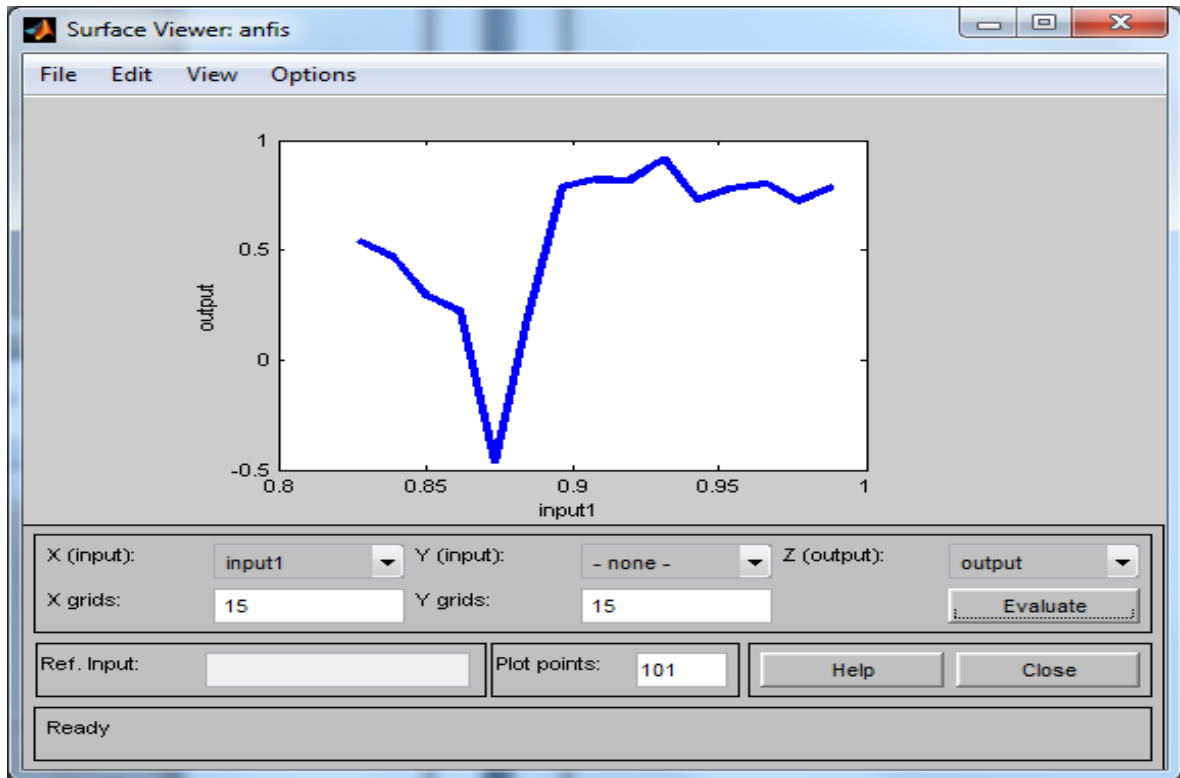 Surface Viewer: anfis
File Edit View Options
1
0.5
0
-0.5
output
0.8 0.85 0.9 0.95 1
input1
X (input): input1 Y (input): - none - Z (output): output
X grids: 15 Y grids: 15 Evaluate
Ref. Input: Plot points: 101 Help Close
Ready